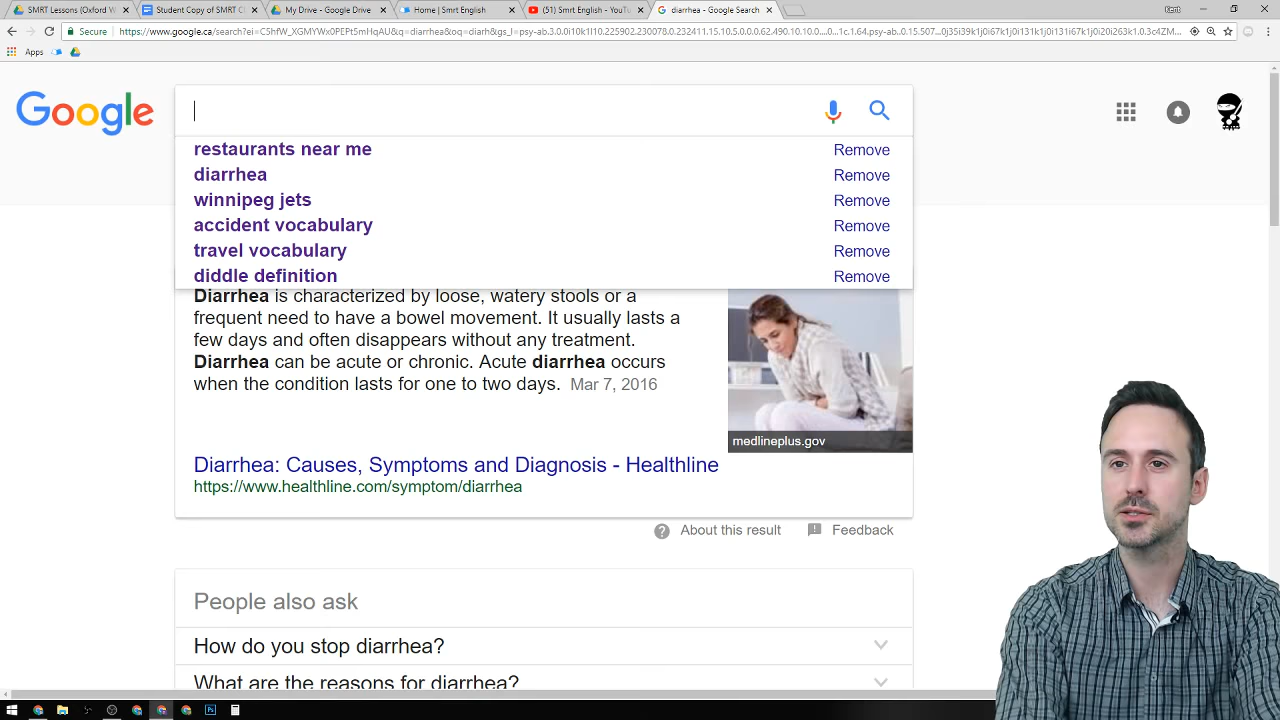 SMRT Lessons (Oxford W
Student Copy of SMRT C
My Drive - Google Drive
Home | Smrt English
(51) Smrt English - YouTu
diarrhea - Google Search
Secure
Apps
Google
restaurants near me Remove
diarrhea Remove
winnipeg jets Remove
accident vocabulary Remove
travel vocabulary Remove
diddle definition Remove
Diarrhea is characterized by loose, watery stools or a
frequent need to have a bowel movement. It usually lasts a
few days and often disappears without any treatment.
Diarrhea can be acute or chronic. Acute diarrhea occurs
when the condition lasts for one to two days. Mar 7, 2016
medlineplus.gov
Diarrhea: Causes, Symptoms and Diagnosis - Healthline
https://www.healthline.com/symptom/diarrhea
About this result Feedback
People also ask
How do you stop diarrhea?
What are the reasons for diarrhea?